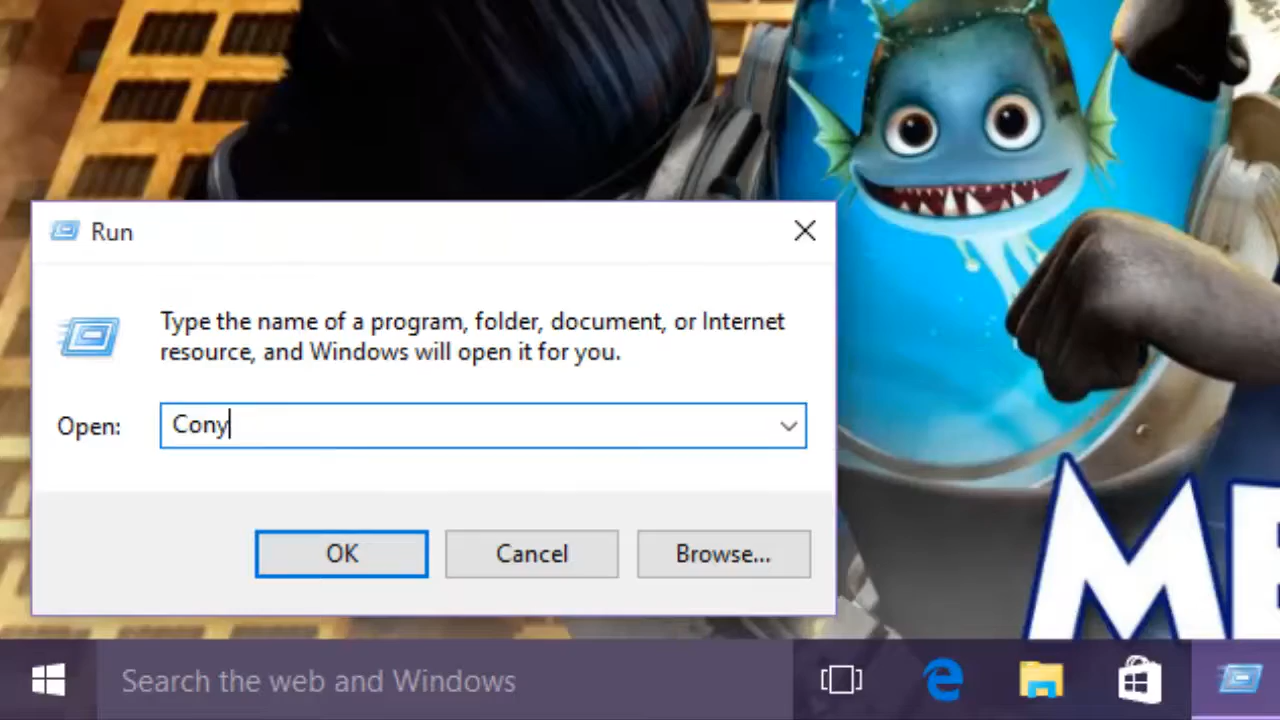 Run
Type the name of a program, folder, document, or Internet
resource, and Windows will open it for you.
Open: Cony
OK Cancel Browse...
Search the web and Windows